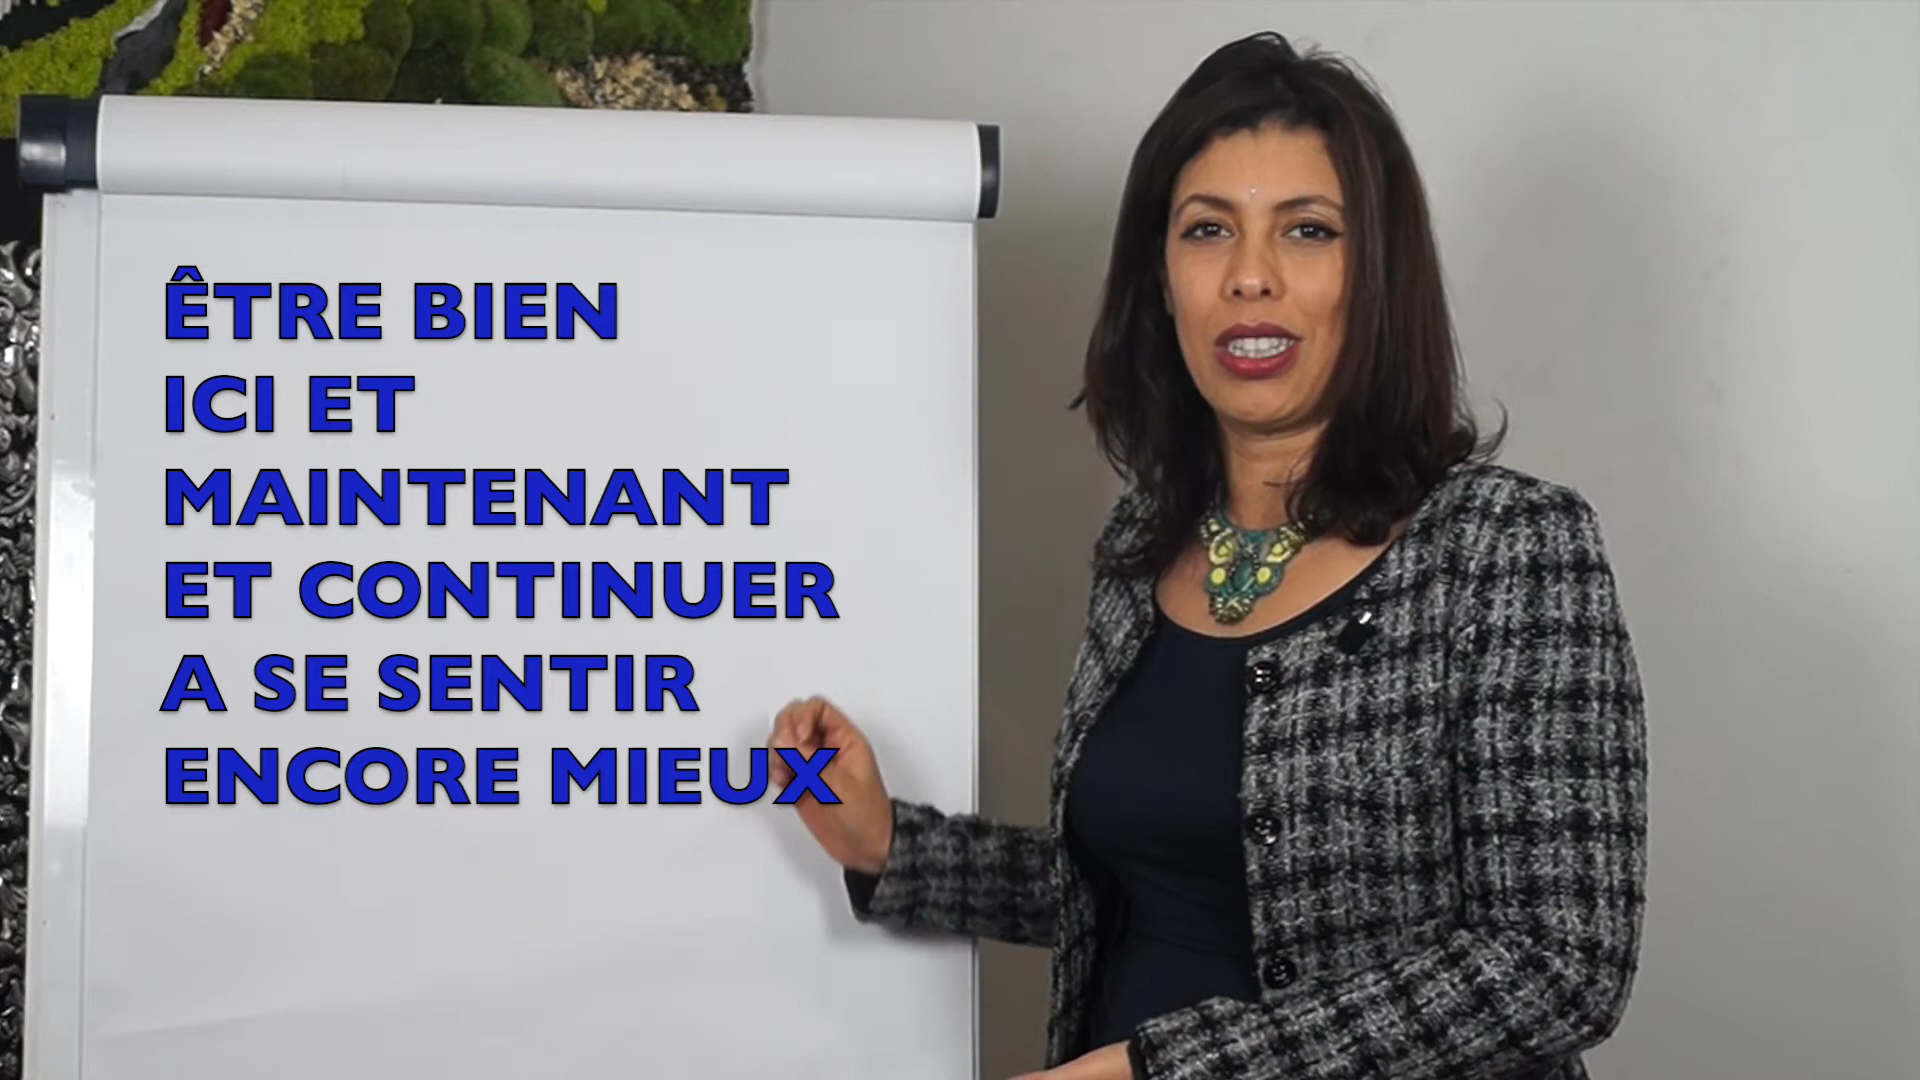 ÊTRE BIEN
ICI ET
MAINTENANT
ET CONTINUER
A SE SENTIR
ENCORE MIEUX